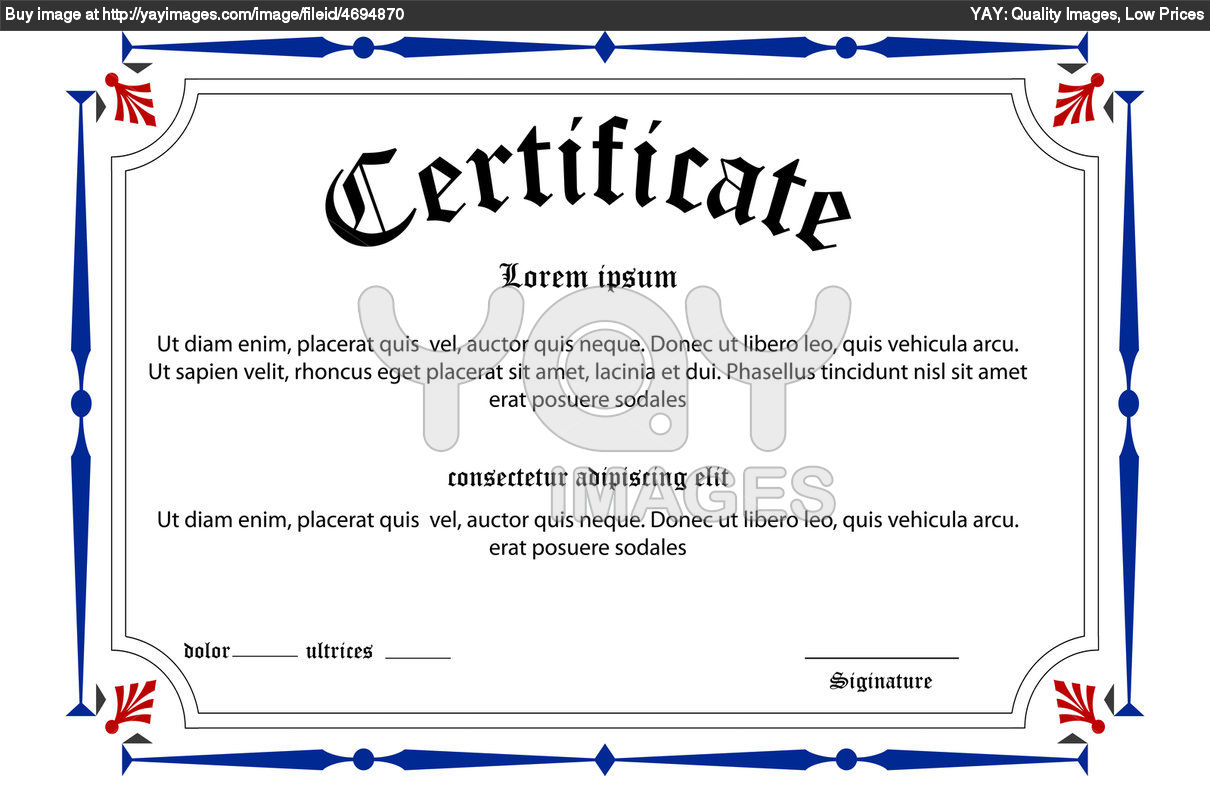 Buy image at http://yayimages.com/image/fileid/4694870
YAY: Quality Images, Low Prices
Certificate
Lorem ipsum
Ut diam enim, placerat quis vel, auctor quis neque. Donec ut libero leo, quis vehicula arcu.
Ut sapien velit, rhoncus eget placerat sit amet, lacinia et dui. Phasellus tincidunt nisl sit amet
erat posuere sodales
YAY
IMAGES
consectetur adipiscing elit
Ut diam enim, placerat quis vel, auctor quis neque. Donec ut libero leo, quis vehicula arcu.
erat posuere sodales
dolor ultrices
Siginature